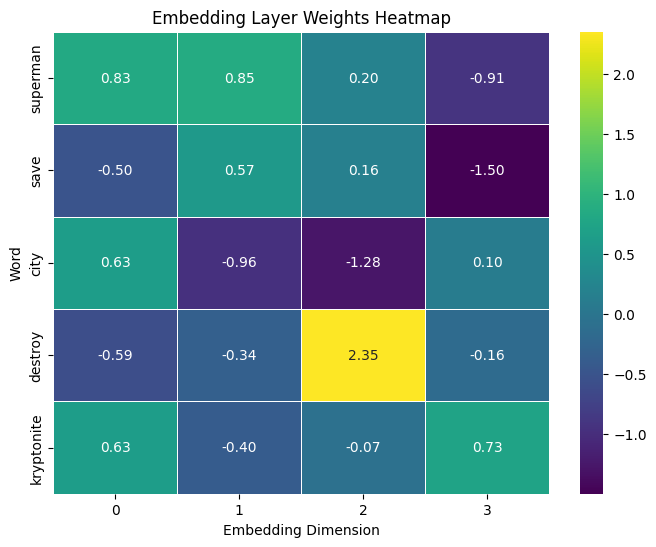 Embedding Layer Weights Heatmap
superman 0.83 0.85 0.20 -0.91
save -0.50 0.57 0.16 -1.50
city 0.63 -0.96 -1.28 0.10
destroy -0.59 -0.34 2.35 -0.16
kryptonite 0.63 -0.40 -0.07 0.73
Word
0 1 2 3
Embedding Dimension
2.0
1.5
1.0
0.5
0.0
−0.5
−1.0